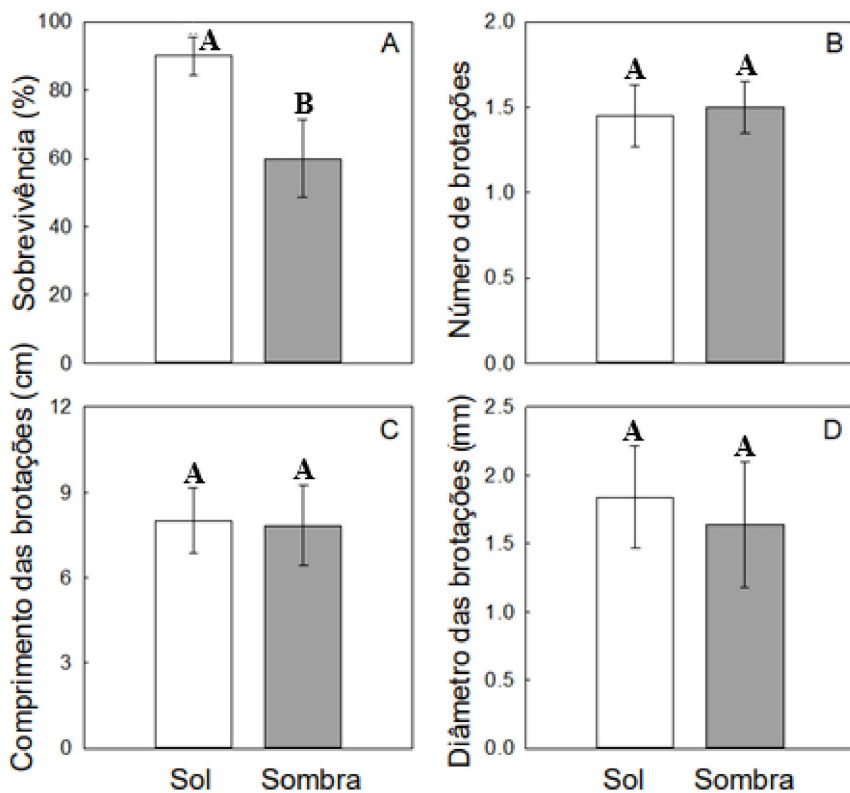 Sobrevivência (%)
100
80
60
40
20
0
A
B
A
Número de brotações
2.0
1.5
1.0
0.5
0.0
A
A
B
Comprimento das brotações (cm)
12
9
6
3
0
A
A
C
Sol Sombra
Diâmetro das brotações (mm)
2.5
2.0
1.5
1.0
0.5
0.0
A
A
D
Sol Sombra